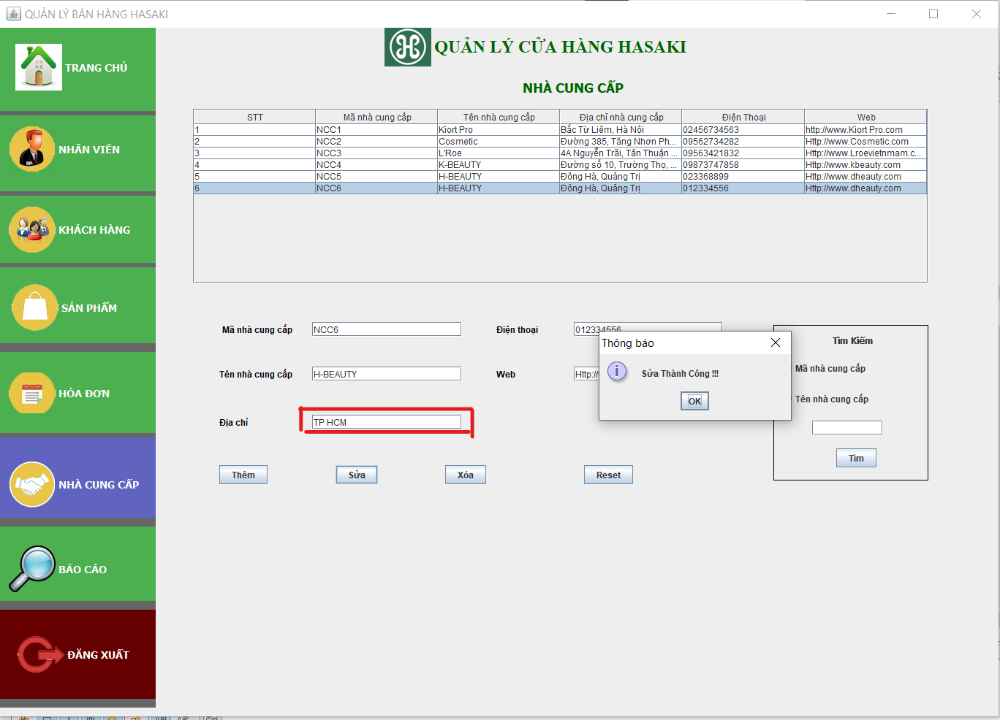 QUẢN LÝ BÁN HÀNG HASAKI
QUẢN LÝ CỬA HÀNG HASAKI
TRANG CHỦ
NHÂN VIÊN
KHÁCH HÀNG
SẢN PHẨM
HÓA ĐƠN
NHÀ CUNG CẤP
BÁO CÁO
ĐĂNG XUẤT
NHÀ CUNG CẤP
STT Mã nhà cung cấp Tên nhà cung cấp Địa chỉ nhà cung cấp Điện Thoại Web
1 NCC1 Kiort Pro Bắc Từ Liêm, Hà Nội 02456734563 http://www.Kiort Pro.com
2 NCC2 Cosmetic Đường 385, Tăng Nhơn Ph... 09562734282 Http://www.Cosmetic.com
3 NCC3 L'Roe 4A Nguyễn Trãi, Tân Thuận ... 09563421832 Http://www.Lroevietnmam.c...
4 NCC4 K-BEAUTY Đường số 10, Trường Thọ, ... 09873747858 Http://www.kbeauty.com
5 NCC5 H-BEAUTY Đông Hà, Quảng Trị 023368899 Http://www.dheauty.com
6 NCC6 H-BEAUTY Đông Hà, Quảng Trị 012334556 Http://www.dheauty.com
Mã nhà cung cấp NCC6 Điện thoại 012334556
Tên nhà cung cấp H-BEAUTY Web Http://
Địa chỉ TP HCM
Thêm Sửa Xóa Reset
Thông báo
Sửa Thành Công !!!
OK
Tìm Kiếm
Mã nhà cung cấp
Tên nhà cung cấp
Tìm